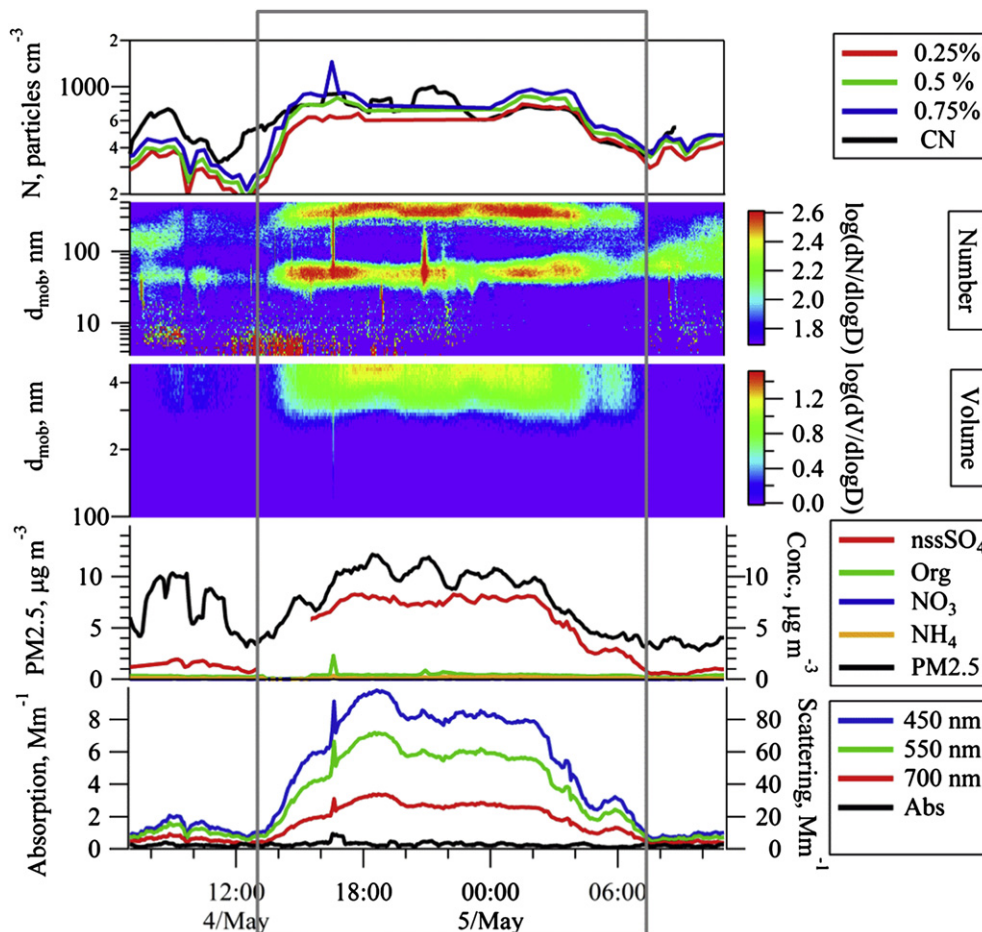 N, particles cm-3
2
1000
6
4
2
0.25%
0.5 %
0.75%
CN
dmob, nm
100
10
2.6
2.4
2.2
2.0
1.8
log(dN/dlogD)
Number
dmob, nm
4
2
100
1.2
0.8
0.4
0.0
log(dV/dlogD)
Volume
PM2.5, µg m-3
10
5
0
10
5
0
Conc., µg m-3
nssSO4
Org
NO3
NH4
PM2.5
Absorption, Mm-1
8
6
4
2
0
80
60
40
20
0
Scattering, Mm-1
450 nm
550 nm
700 nm
Abs
12:00
18:00
00:00
06:00
4/May
5/May